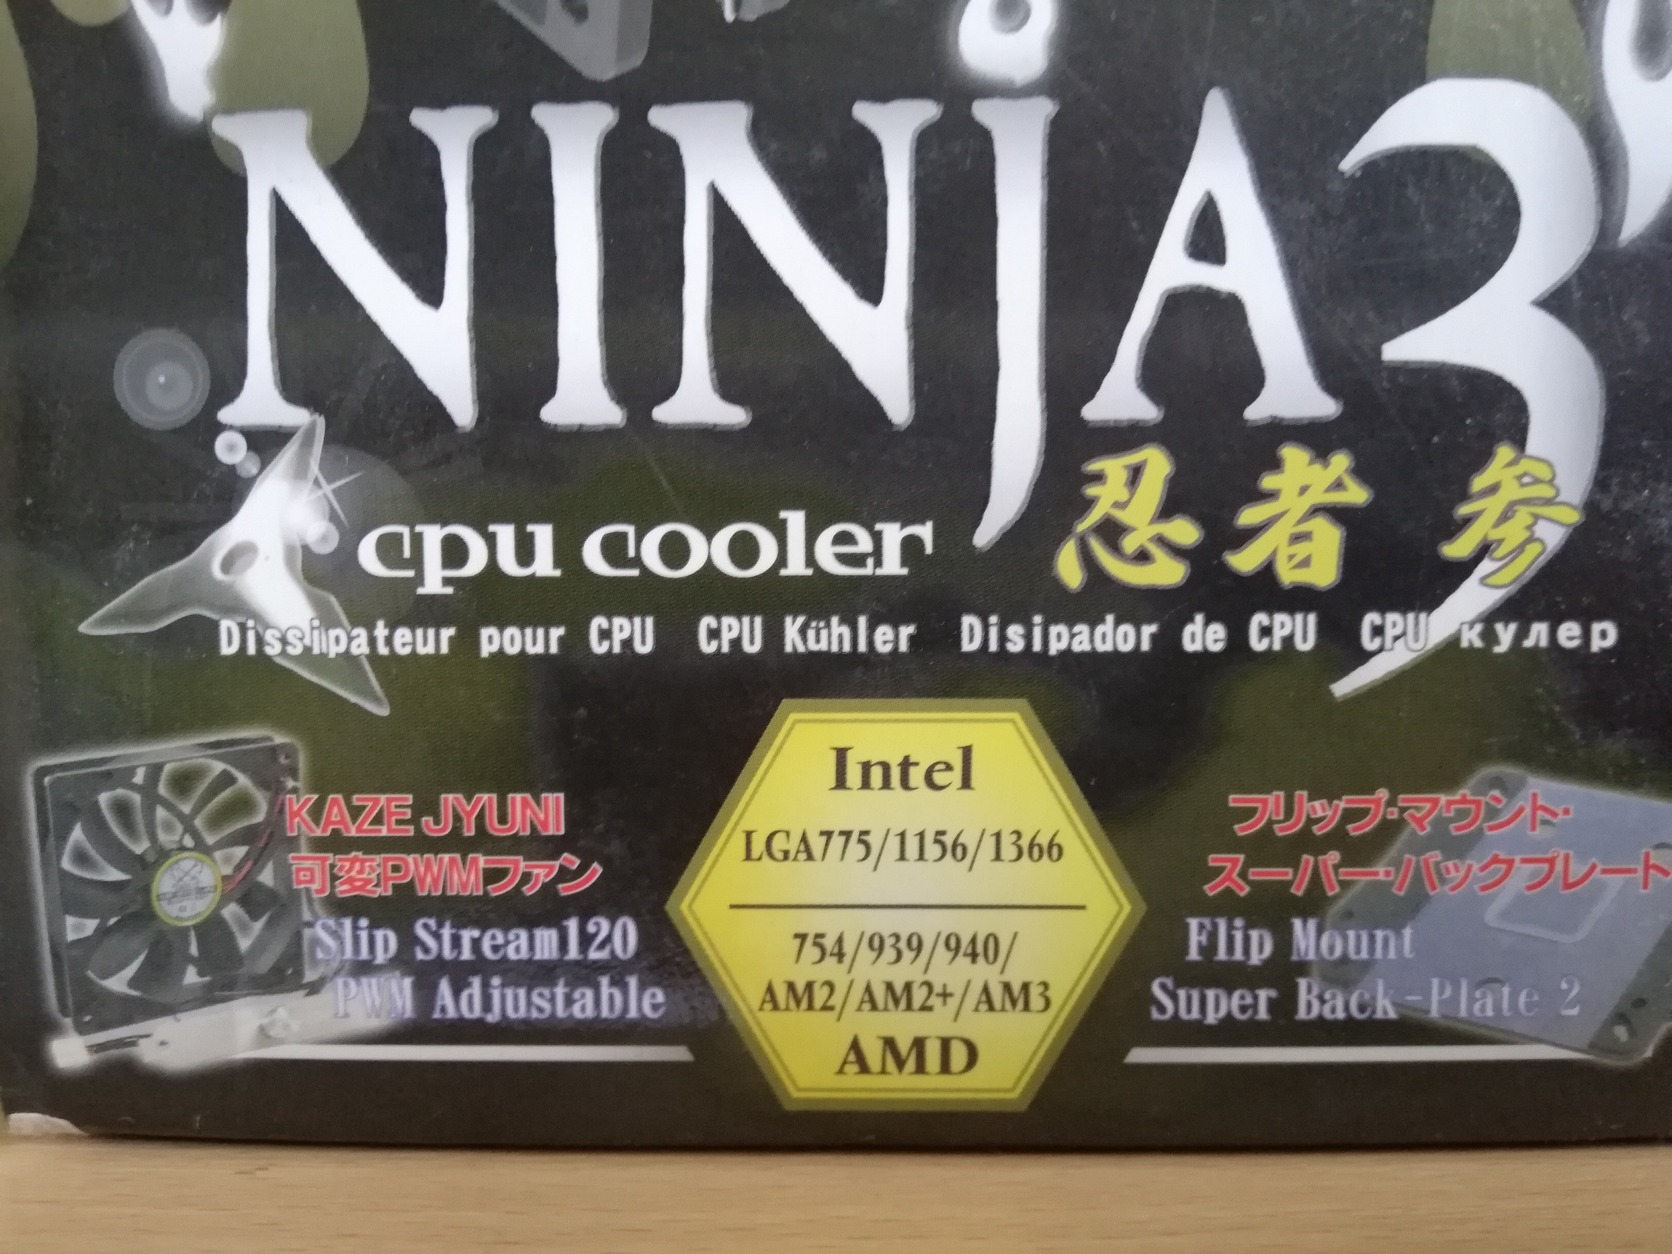 NINJA3
cpu cooler 忍者 参
Dissipateur pour CPU CPU Kühler Disipador de CPU CPU кулер
KAZE JYUNI
可変PWMファン
Slip Stream120
PWM Adjustable
Intel
LGA775/1156/1366
754/939/940/
AM2/AM2+/AM3
AMD
フリップ・マウント・
スーパー・バックプレート
Flip Mount
Super Back-Plate 2